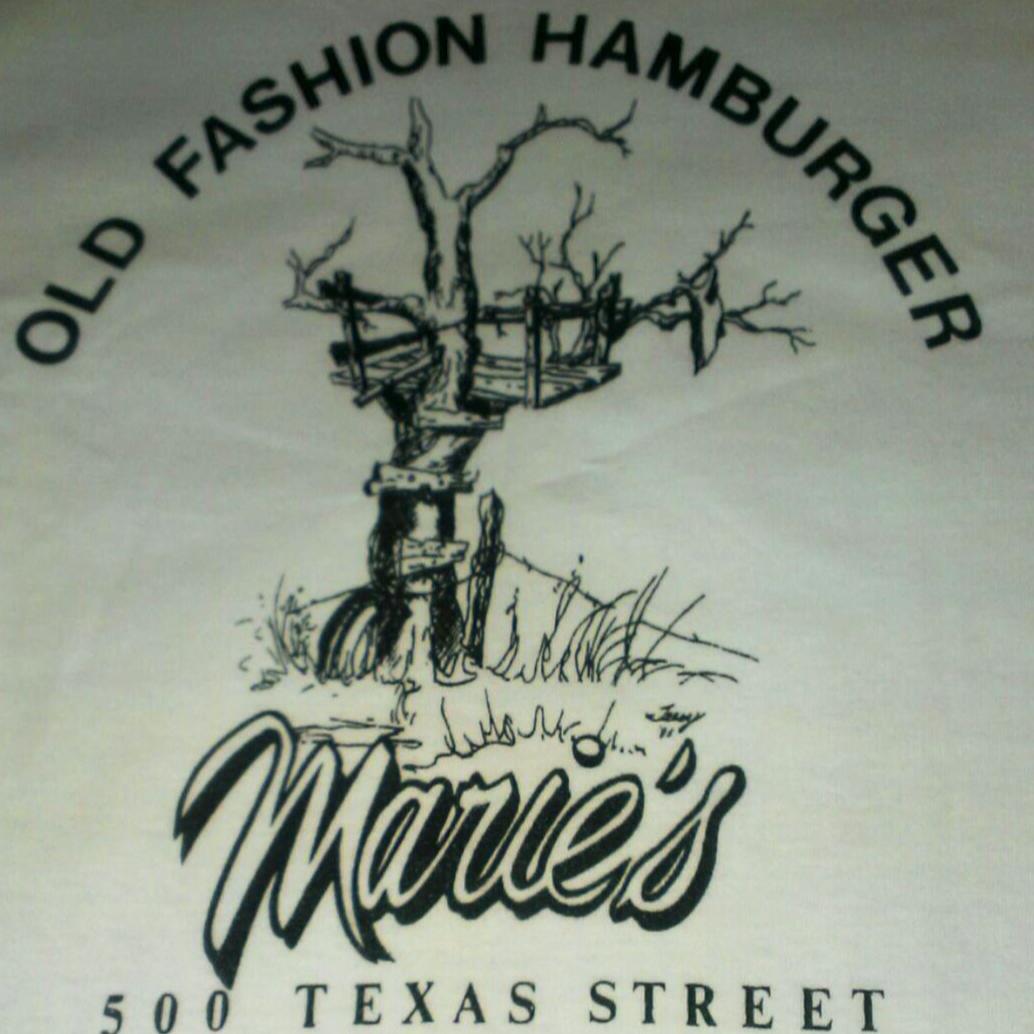 OLD FASHION HAMBURGER
Marie's
500 TEXAS STREET